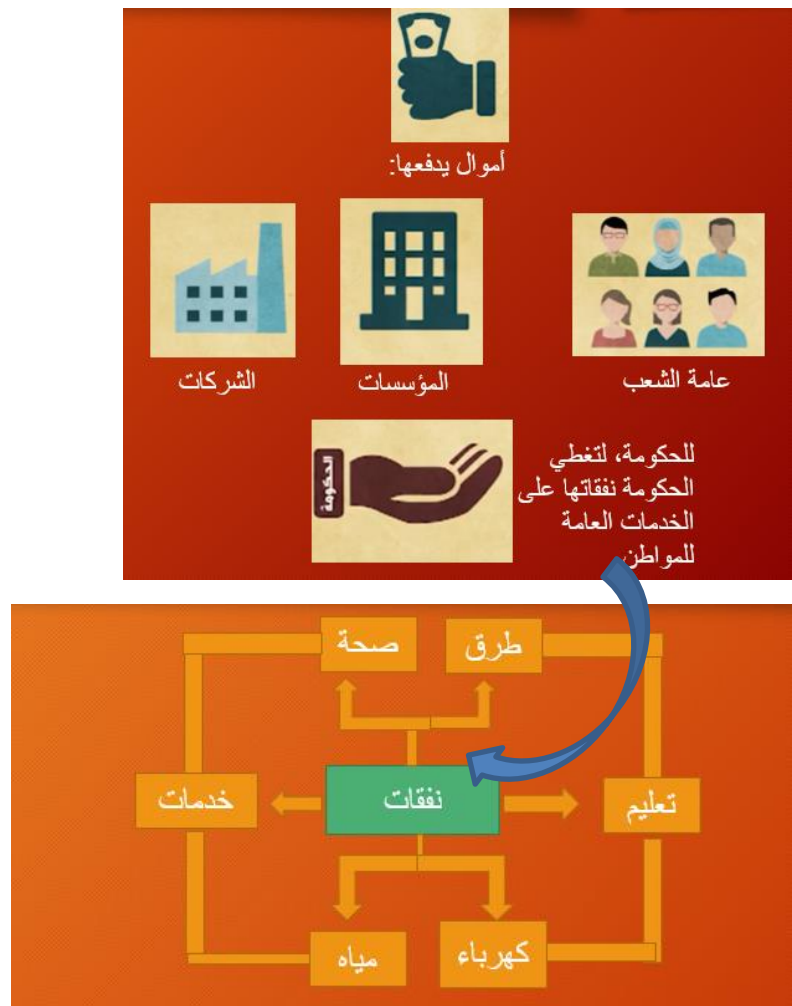 أموال يدفعها:
عامة الشعب
المؤسسات
الشركات
للحكومة، لتغطي
الحكومة نفقاتها على
الخدمات العامة
للمواطن
الحكومة
طرق
صحة
تعليم
نفقات
خدمات
كهرباء
مياه